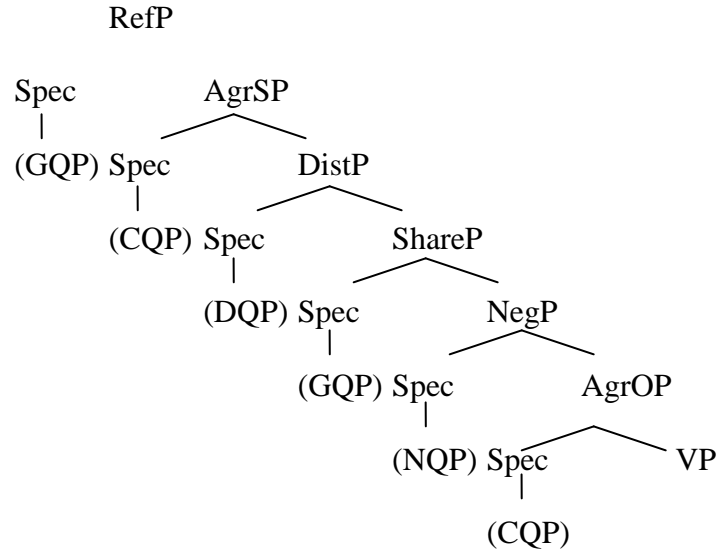 RefP
Spec AgrSP
(GQP) Spec DistP
(CQP) Spec ShareP
(DQP) Spec NegP
(GQP) Spec AgrOP
(NQP) Spec VP
(CQP)